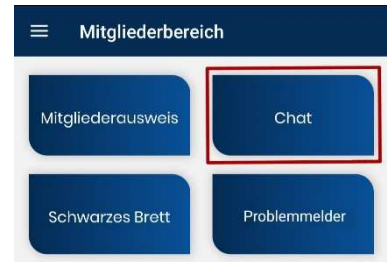 Mitgliederbereich
Mitgliederausweis
Chat
Schwarzes Brett
Problemmelder